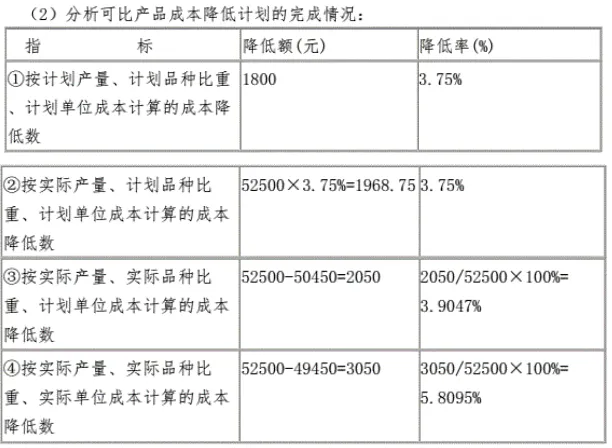 （2）分析可比产品成本降低计划的完成情况：
指 标 降低额(元) 降低率(%)
①按计划产量、计划品种比重 1800 3.75%
、计划单位成本计算的成本降
低数
②按实际产量、计划品种比 52500×3.75%=1968.75 3.75%
重、计划单位成本计算的成本
降低数
③按实际产量、实际品种比 52500-50450=2050 2050/52500×100%=
重、计划单位成本计算的成本 3.9047%
降低数
④按实际产量、实际品种比 52500-49450=3050 3050/52500×100%=
重、实际单位成本计算的成本 5.8095%
降低数